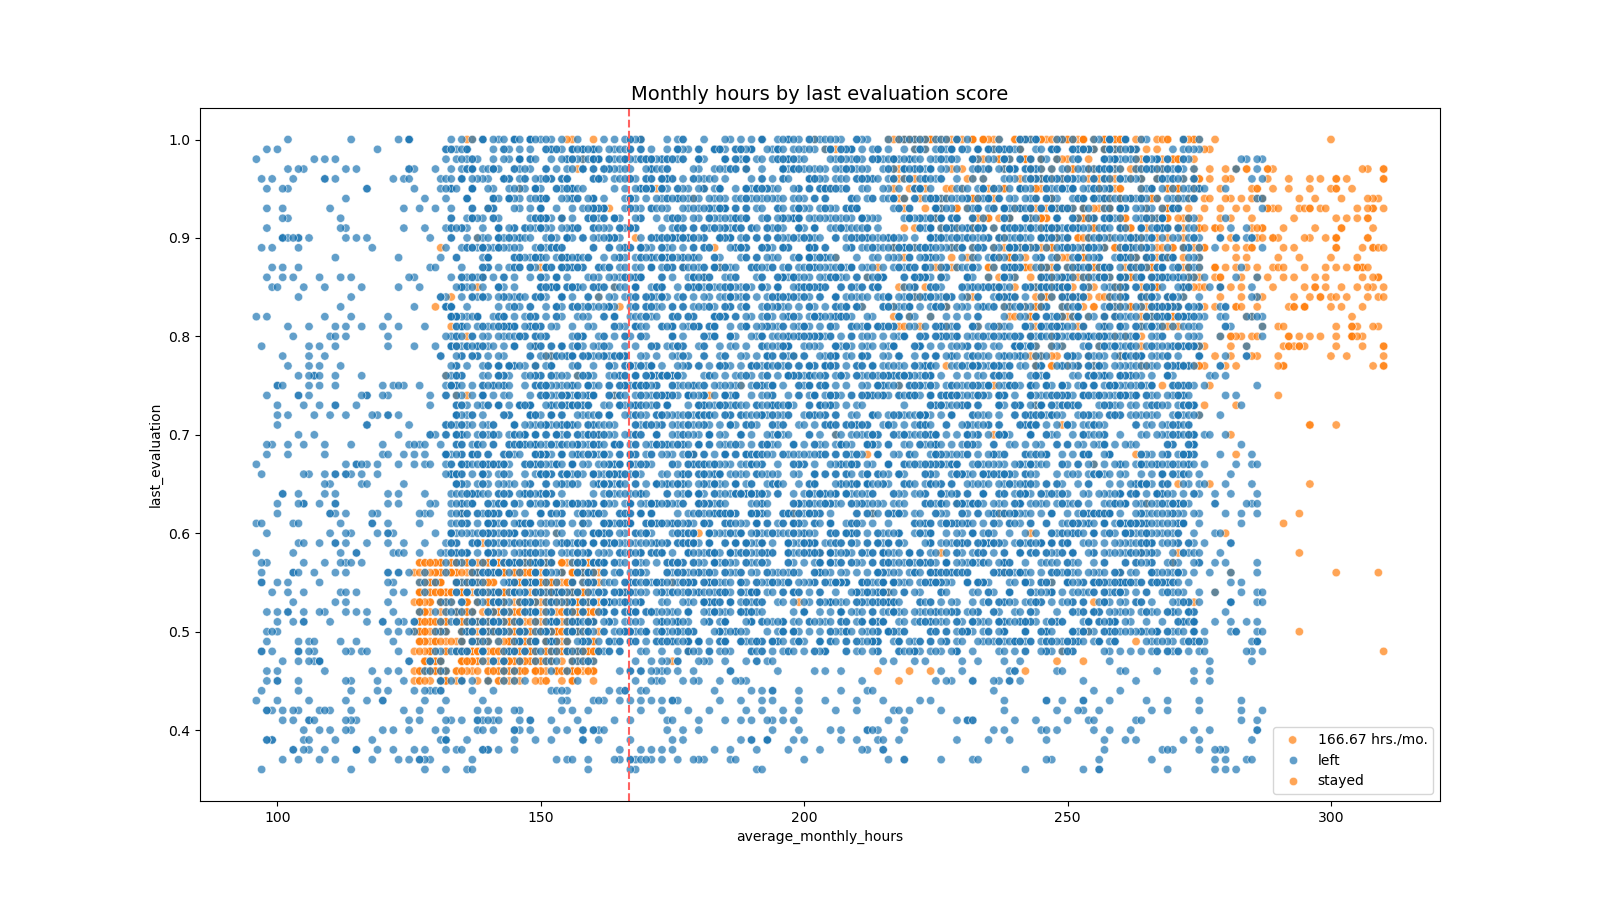 Monthly hours by last evaluation score
1.0
0.9
0.8
0.7
0.6
0.5
0.4
last_evaluation
100
150
200
250
300
average_monthly_hours
166.67 hrs./mo.
left
stayed